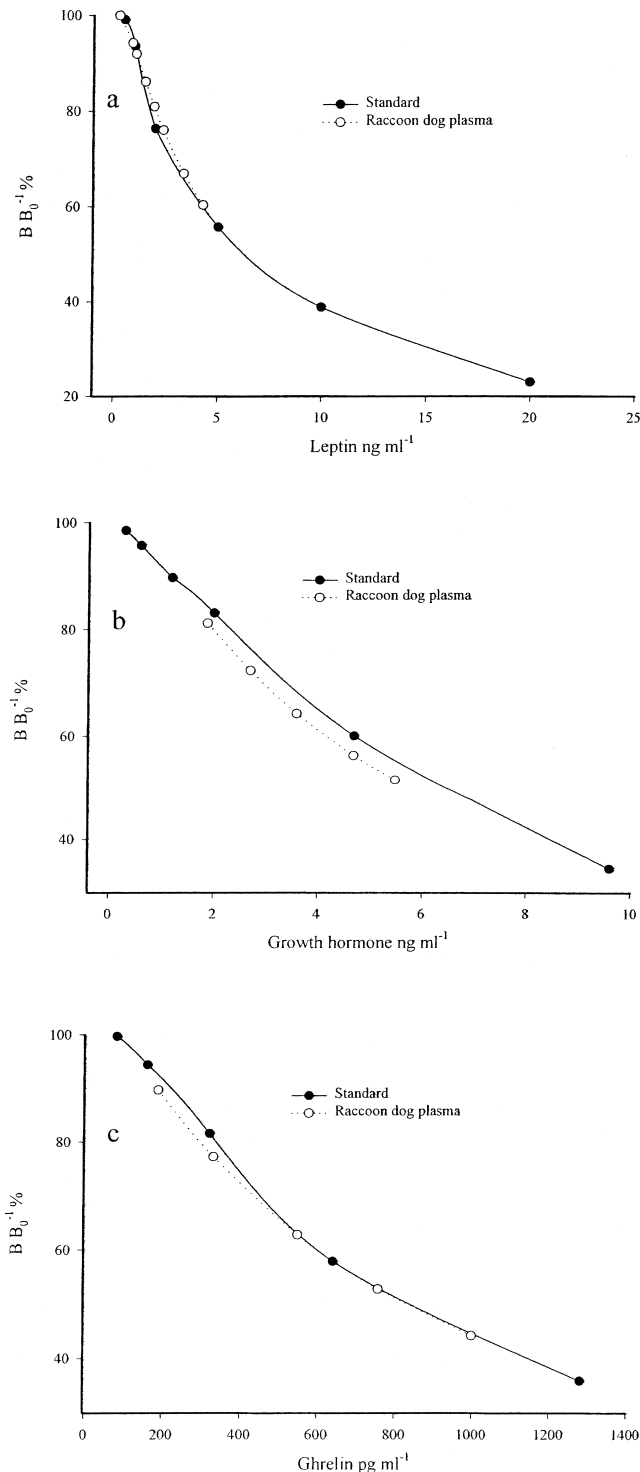 100
80
60
40
20
B B₀⁻¹ %
a
Standard
Raccoon dog plasma
0 5 10 15 20 25
Leptin ng ml⁻¹
100
80
60
40
B B₀⁻¹ %
b
Standard
Raccoon dog plasma
0 2 4 6 8 10
Growth hormone ng ml⁻¹
100
80
60
40
B B₀⁻¹ %
c
Standard
Raccoon dog plasma
0 200 400 600 800 1000 1200 1400
Ghrelin pg ml⁻¹